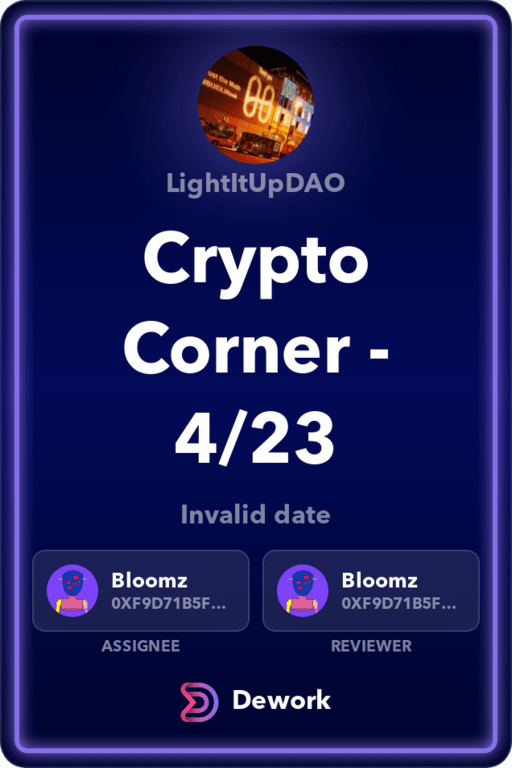 LightItUpDAO
Crypto
Corner -
4/23
Invalid date
Bloomz
0XF9D71B5F...
ASSIGNEE
Bloomz
0XF9D71B5F...
REVIEWER
Dework